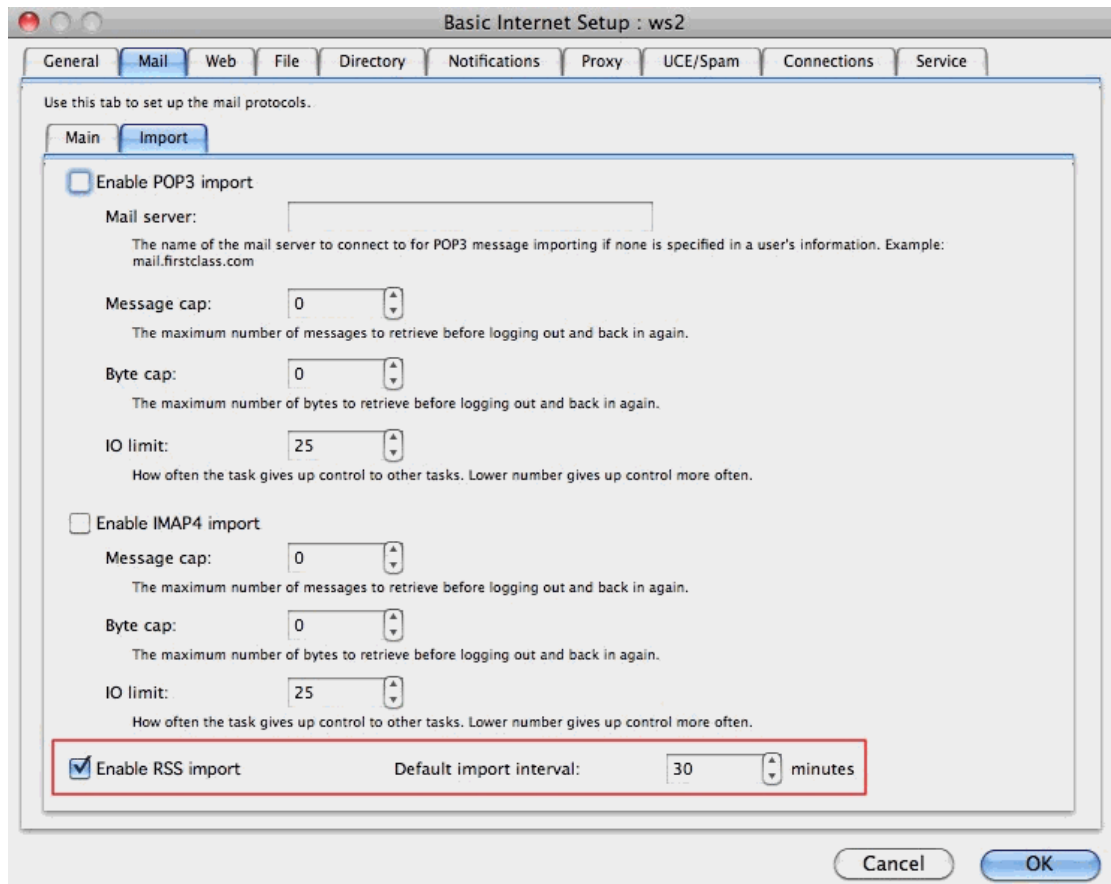 Basic Internet Setup : ws2
General Mail Web File Directory Notifications Proxy UCE/Spam Connections Service
Use this tab to set up the mail protocols.
Main Import
Enable POP3 import
Mail server:
The name of the mail server to connect to for POP3 message importing if none is specified in a user's information. Example:
mail.firstclass.com
Message cap: 0
The maximum number of messages to retrieve before logging out and back in again.
Byte cap: 0
The maximum number of bytes to retrieve before logging out and back in again.
IO limit: 25
How often the task gives up control to other tasks. Lower number gives up control more often.
Enable IMAP4 import
Message cap: 0
The maximum number of messages to retrieve before logging out and back in again.
Byte cap: 0
The maximum number of bytes to retrieve before logging out and back in again.
IO limit: 25
How often the task gives up control to other tasks. Lower number gives up control more often.
Enable RSS import Default import interval: 30 minutes
Cancel OK